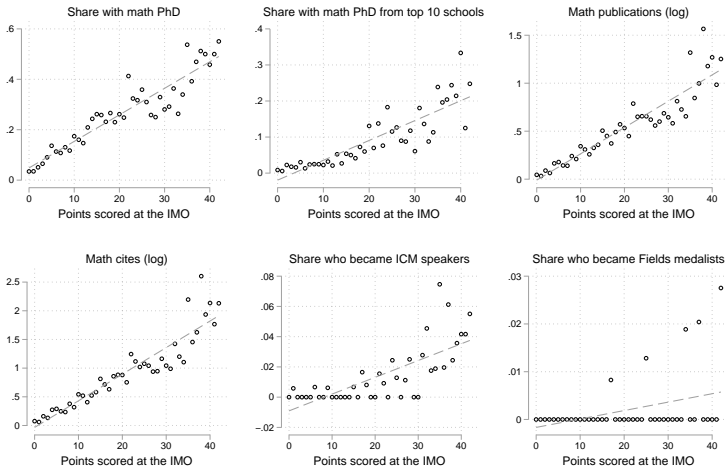 Share with math PhD
.6
.4
.2
0
0 10 20 30 40
Points scored at the IMO
Share with math PhD from top 10 schools
.4
.3
.2
.1
0
0 10 20 30 40
Points scored at the IMO
Math publications (log)
1.5
1
.5
0
0 10 20 30 40
Points scored at the IMO
Math cites (log)
2.5
2
1.5
1
.5
0
0 10 20 30 40
Points scored at the IMO
Share who became ICM speakers
.08
.06
.04
.02
0
-.02
0 10 20 30 40
Points scored at the IMO
Share who became Fields medalists
.03
.02
.01
0
0 10 20 30 40
Points scored at the IMO